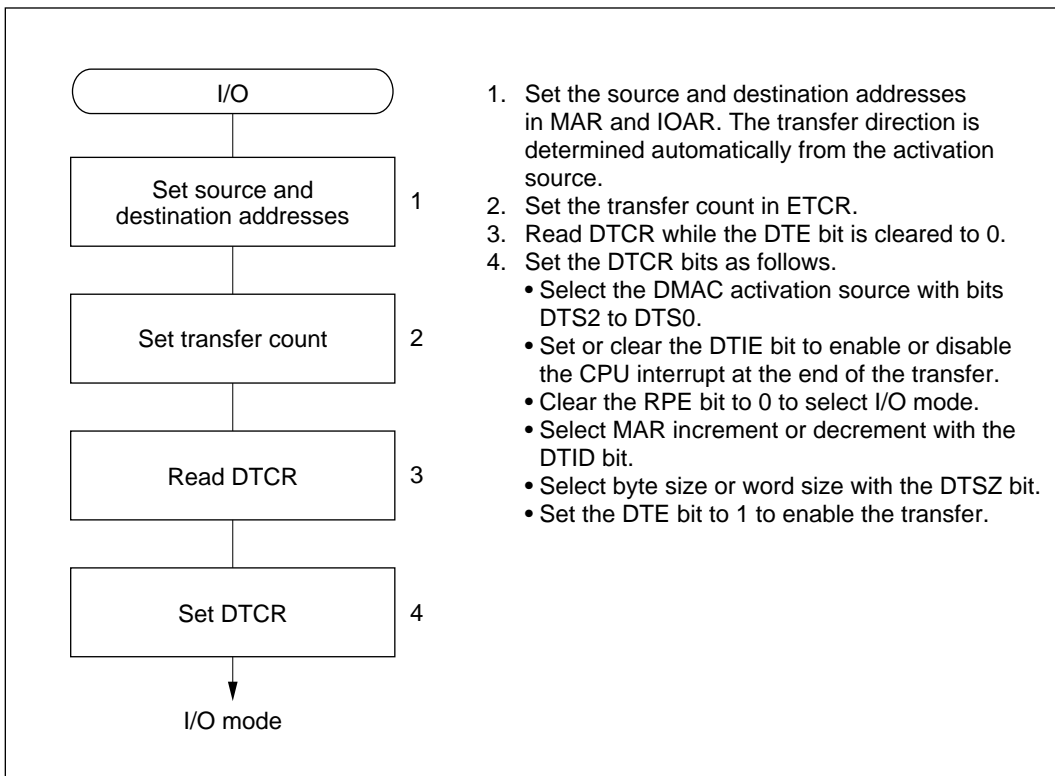 I/O
Set source and
destination addresses
1
Set transfer count
2
Read DTCR
3
Set DTCR
4
I/O mode
1. Set the source and destination addresses
in MAR and IOAR. The transfer direction is
determined automatically from the activation
source.
2. Set the transfer count in ETCR.
3. Read DTCR while the DTE bit is cleared to 0.
4. Set the DTCR bits as follows.
• Select the DMAC activation source with bits
DTS2 to DTS0.
• Set or clear the DTIE bit to enable or disable
the CPU interrupt at the end of the transfer.
• Clear the RPE bit to 0 to select I/O mode.
• Select MAR increment or decrement with the
DTID bit.
• Select byte size or word size with the DTSZ bit.
• Set the DTE bit to 1 to enable the transfer.